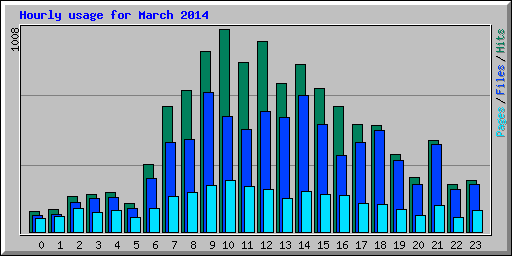 Hourly usage for March 2014
1008
Pages/Files/Hits
0 1 2 3 4 5 6 7 8 9 10 11 12 13 14 15 16 17 18 19 20 21 22 23